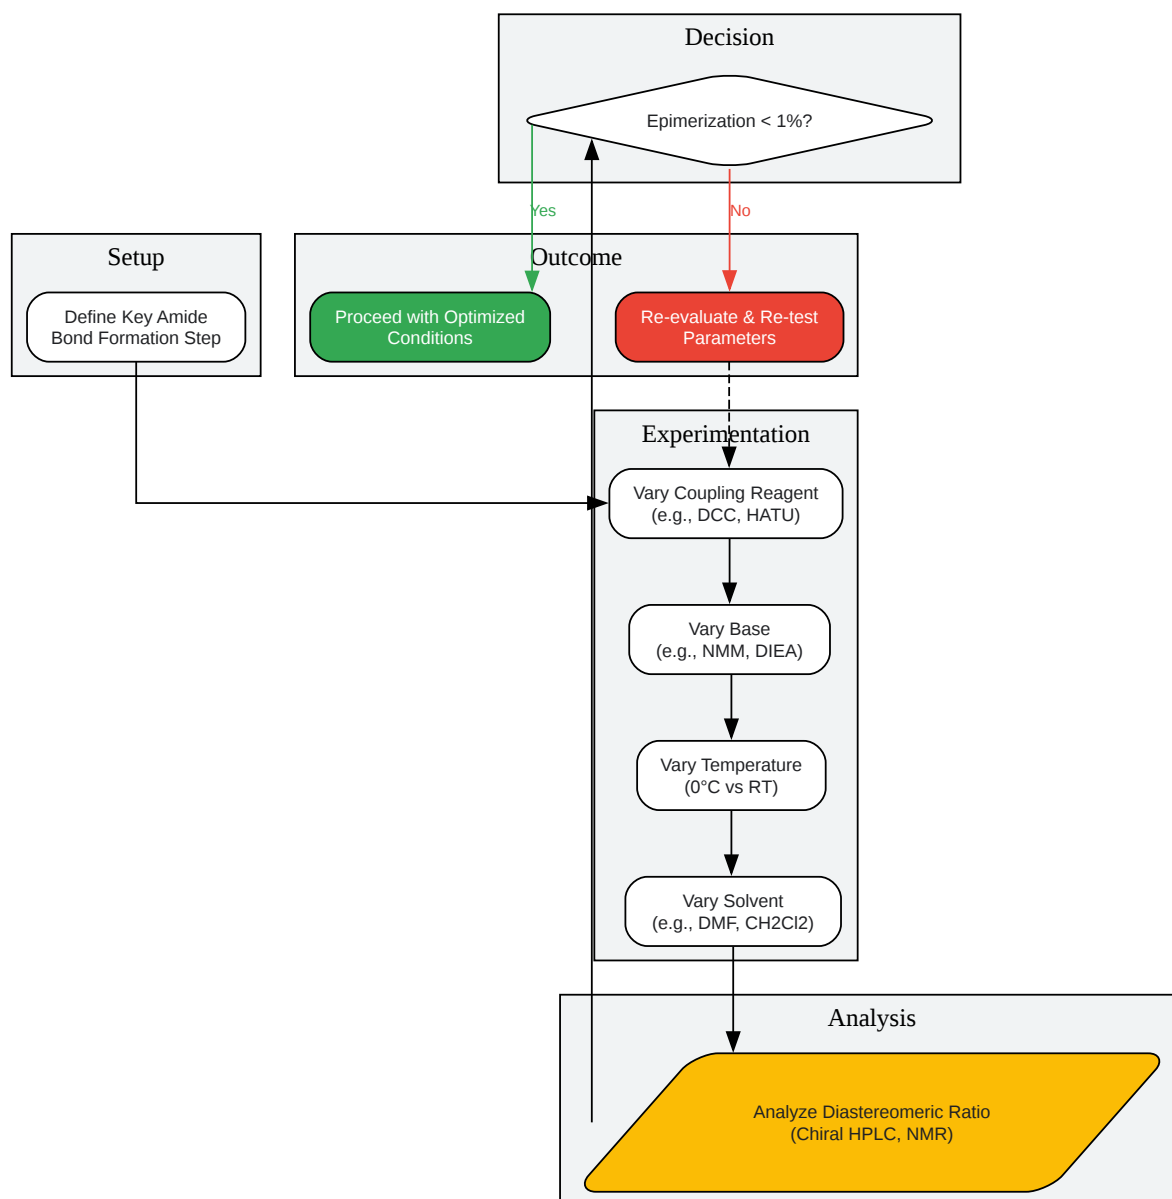 Decision
Epimerization < 1%?
Yes
No
Setup
Define Key Amide
Bond Formation Step
Outcome
Proceed with Optimized
Conditions
Re-evaluate & Re-test
Parameters
Experimentation
Vary Coupling Reagent
(e.g., DCC, HATU)
Vary Base
(e.g., NMM, DIEA)
Vary Temperature
(0°C vs RT)
Vary Solvent
(e.g., DMF, CH2Cl2)
Analysis
Analyze Diastereomeric Ratio
(Chiral HPLC, NMR)